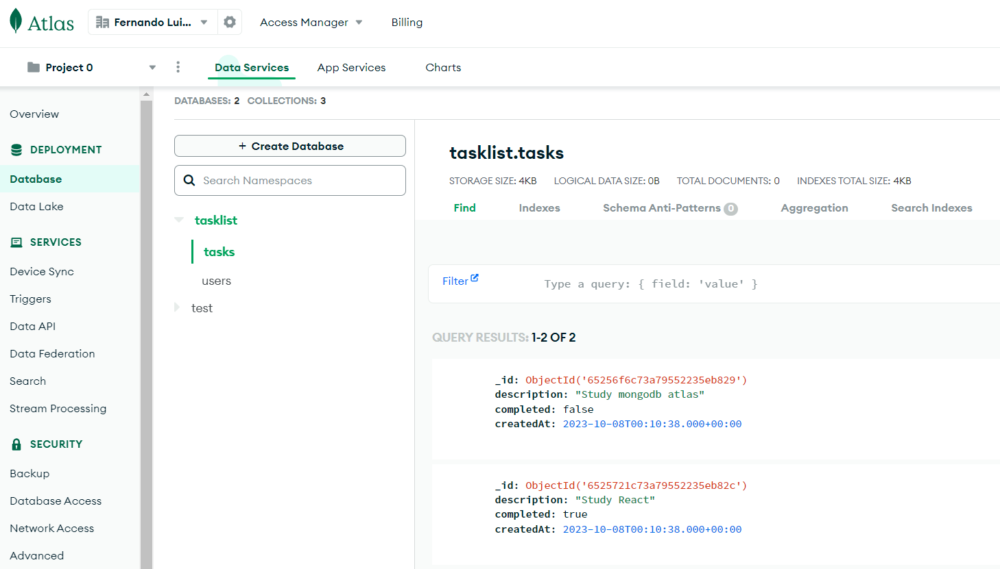 Atlas
Fernando Lui...
Access Manager
Billing
Project 0
Data Services
App Services
Charts
Overview
DEPLOYMENT
Database
Data Lake
SERVICES
Device Sync
Triggers
Data API
Data Federation
Search
Stream Processing
SECURITY
Backup
Database Access
Network Access
Advanced
DATABASES: 2 COLLECTIONS: 3
+ Create Database
Search Namespaces
tasklist
tasks
users
test
tasklist.tasks
STORAGE SIZE: 4KB LOGICAL DATA SIZE: 0B TOTAL DOCUMENTS: 0 INDEXES TOTAL SIZE: 4KB
Find Indexes Schema Anti-Patterns 0 Aggregation Search Indexes
Filter
Type a query: { field: 'value' }
QUERY RESULTS: 1-2 OF 2
_id: ObjectId('65256f6c73a79552235eb829')
description: "Study mongodb atlas"
completed: false
createdAt: 2023-10-08T00:10:38.000+00:00
_id: ObjectId('6525721c73a79552235eb82c')
description: "Study React"
completed: true
createdAt: 2023-10-08T00:10:38.000+00:00